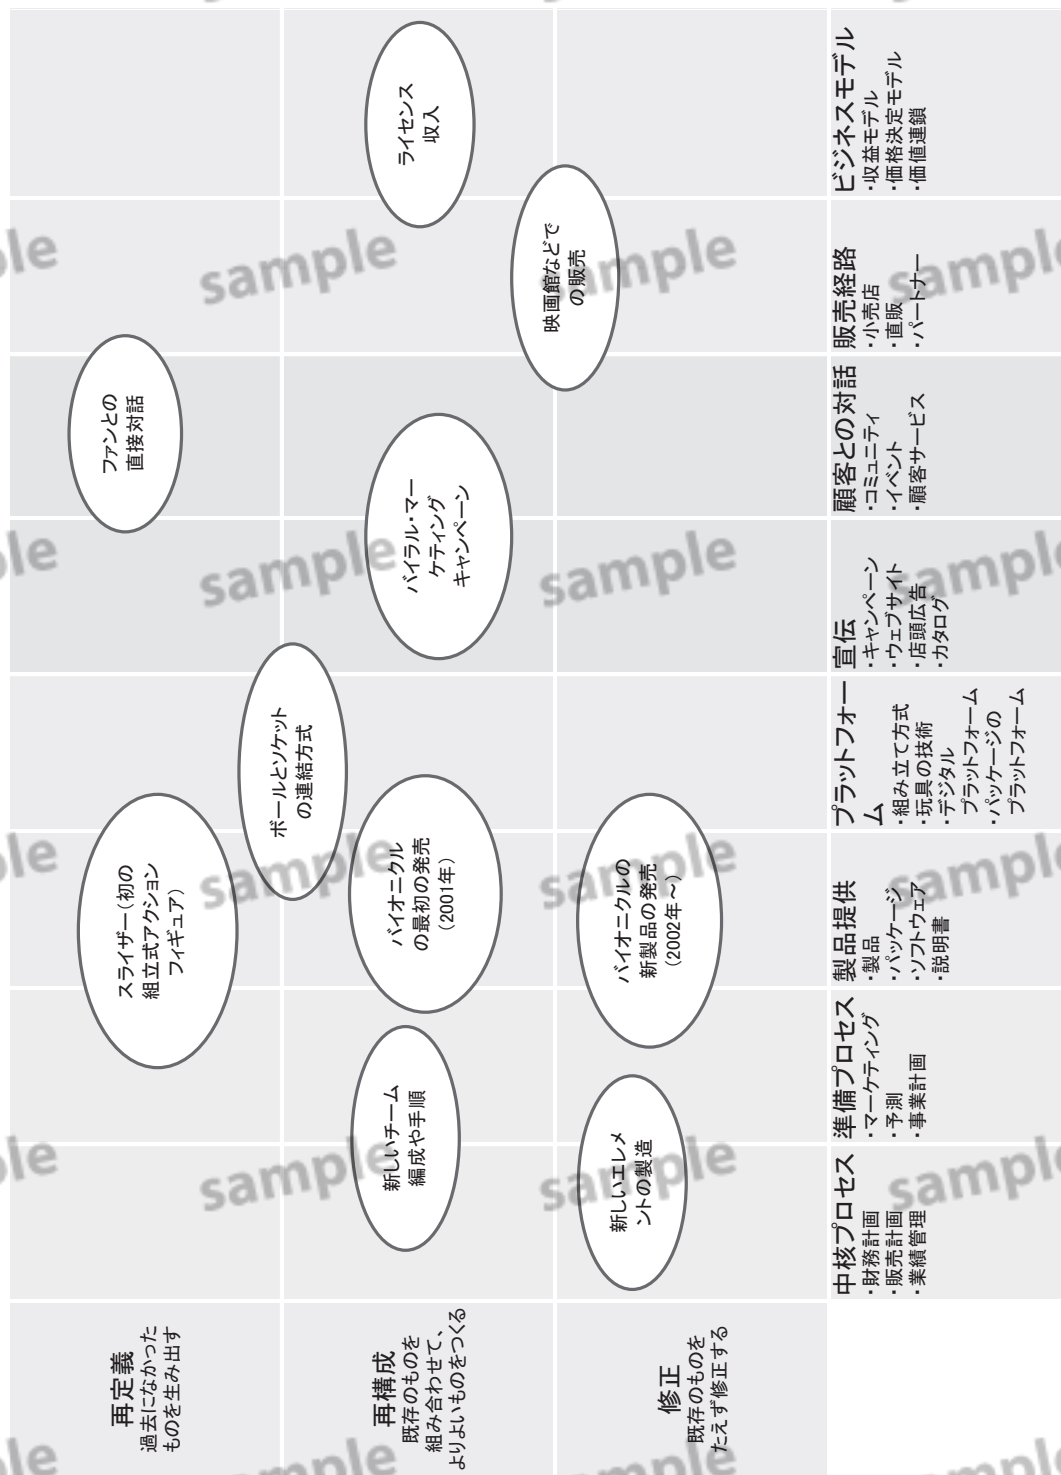 再定義
過去になかった
ものを生み出す
再構成
既存のものを
組み合わせて、
よりよいものをつくる
修正
既存のものを
たえず修正する
スライザー（初の
組立式アクション
フィギュア）
ボールとソケット
の連結方式
ファンとの
直接対話
新しいチーム
編成や手順
バイオニクル
の最初の発売
（2001年）
バイラル・マー
ケティング
キャンペーン
ライセンス
収入
新しいエレメ
ントの製造
バイオニクルの
新製品の発売
（2002年〜）
映画館などで
の販売
中核プロセス
・財務計画
・販売計画
・業績管理
準備プロセス
・マーケティング
・予測
・事業計画
製品提供
・製品
・パッケージ
・ソフトウェア
・説明書
プラットフォー
ム
・組み立て方式
・玩具の技術
・デジタル
プラットフォーム
・パッケージの
プラットフォーム
宣伝
・キャンペーン
・ウェブサイト
・店頭広告
・カタログ
顧客との対話
・コミュニティ
・イベント
・顧客サービス
販売経路
・小売店
・直販
・パートナー
ビジネスモデル
・収益モデル
・価格決定モデル
・価値連鎖
sample
sample
sample
sample
sample
sample
sample
sample